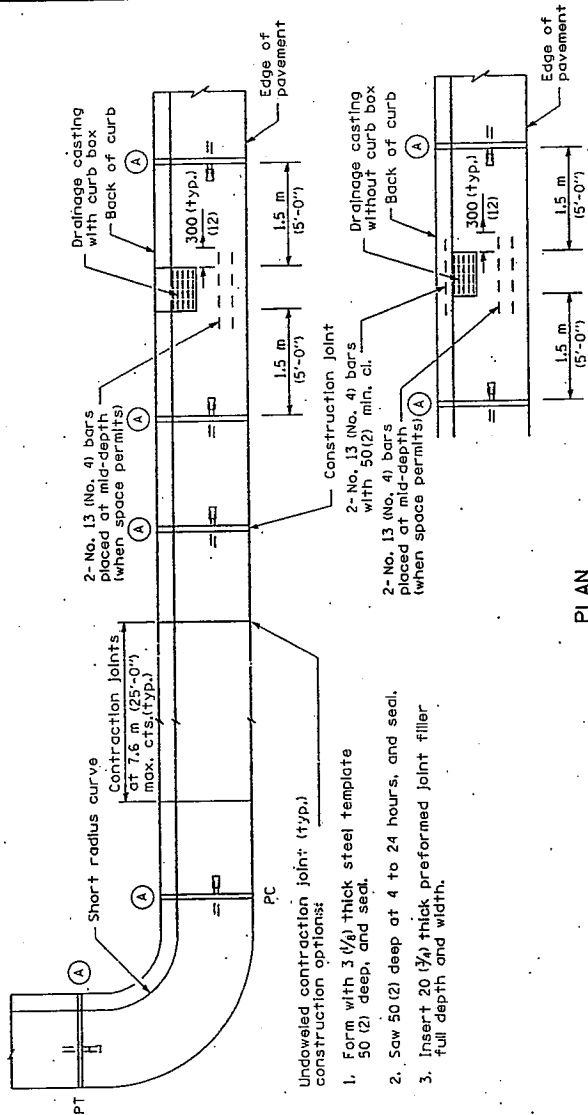 PT
A
Short radius curve
A
PC
Contraction joints
at 7.6 m (25'-0")
max. cts. (typ.)
A
Construction joint
2- No. 13 (No. 4) bars
placed at mid-depth
(when space permits)
A
Drainage casting
with curb box
Back of curb
A
300 (typ.)
(12)
1.5 m
(5'-0")
1.5 m
(5'-0")
Edge of
pavement
Undoweled contraction joint (typ.)
construction options:
1. Form with 3 (1/8) thick steel template
50 (2) deep, and seal.
2. Saw 50 (2) deep at 4 to 24 hours, and seal.
3. Insert 20 (3/4) thick preformed joint filler
full depth and width.
2- No. 13 (No. 4) bars
with 50 (2) min. cl.
2- No. 13 (No. 4) bars
placed at mid-depth
(when space permits)
A
Drainage casting
without curb box
Back of curb
A
300 (typ.)
(12)
1.5 m
(5'-0")
1.5 m
(5'-0")
Edge of
pavement
PLAN